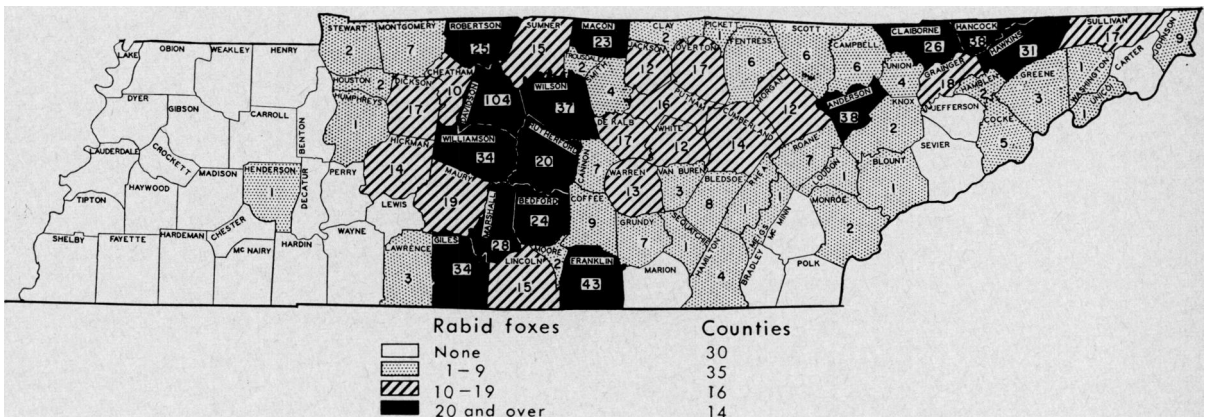 LAKE
OBION
WEAKLEY
HENRY
STEWART
2
MONTGOMERY
7
ROBERTSON
25
SUMNER
15
MACON
23
CLAY
2
PICKETT
1
FENTRESS
6
SCOTT
6
CAMPBELL
6
CLAIBORNE
26
HANCOCK
38
HAWKINS
31
SULLIVAN
17
JOHNSON
9
CARTER
WASHINGTON
1
UNICOI
1
GREENE
3
HAMBLEN
2
GRAINGER
18
UNION
4
ANDERSON
38
MORGAN
12
OVERTON
17
JACKSON
12
SMITH
4
2
WILSON
37
DAVIDSON
104
CHEATHAM
10
DICKSON
17
HOUSTON
2
HUMPHREYS
1
BENTON
CARROLL
GIBSON
DYER
LAUDERDALE
CROCKETT
HAYWOOD
MADISON
HENDERSON
1
DECATUR
PERRY
HICKMAN
14
WILLIAMSON
34
RUTHERFORD
20
CANNON
7
DE KALB
17
PUTNAM
16
WHITE
12
CUMBERLAND
14
ROANE
7
LOUDON
1
KNOX
2
JEFFERSON
COCKE
5
SEVIER
BLOUNT
1
MONROE
2
MC MINN
MEIGS
1
RHEA
1
BLEDSOE
8
VAN BUREN
3
WARREN
13
COFFEE
9
BEDFORD
24
MARSHALL
28
MAURY
19
LEWIS
WAYNE
LAWRENCE
3
GILES
34
LINCOLN
15
MOORE
2
FRANKLIN
43
GRUNDY
7
SEQUATCHIE
1
MARION
HAMILTON
4
BRADLEY
POLK
TIPTON
SHELBY
FAYETTE
HARDEMAN
CHESTER
MC NAIRY
HARDIN
Rabid foxes Counties
None 30
1–9 35
10–19 16
20 and over 14